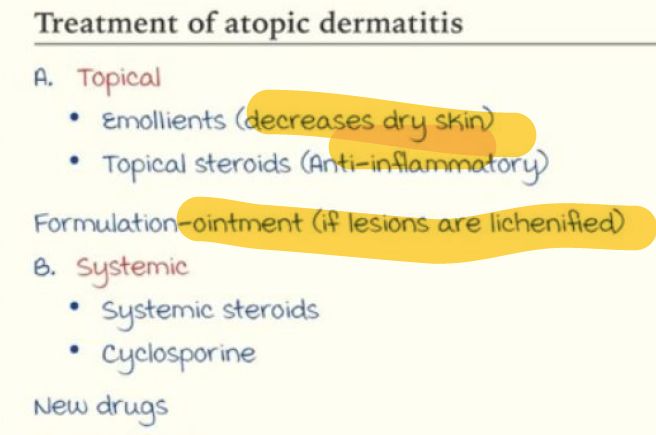 Treatment of atopic dermatitis
A. Topical
• Emollients (decreases dry skin)
• Topical steroids (Anti-inflammatory)
Formulation-ointment (if lesions are lichenified)
B. Systemic
• Systemic steroids
• Cyclosporine
New drugs